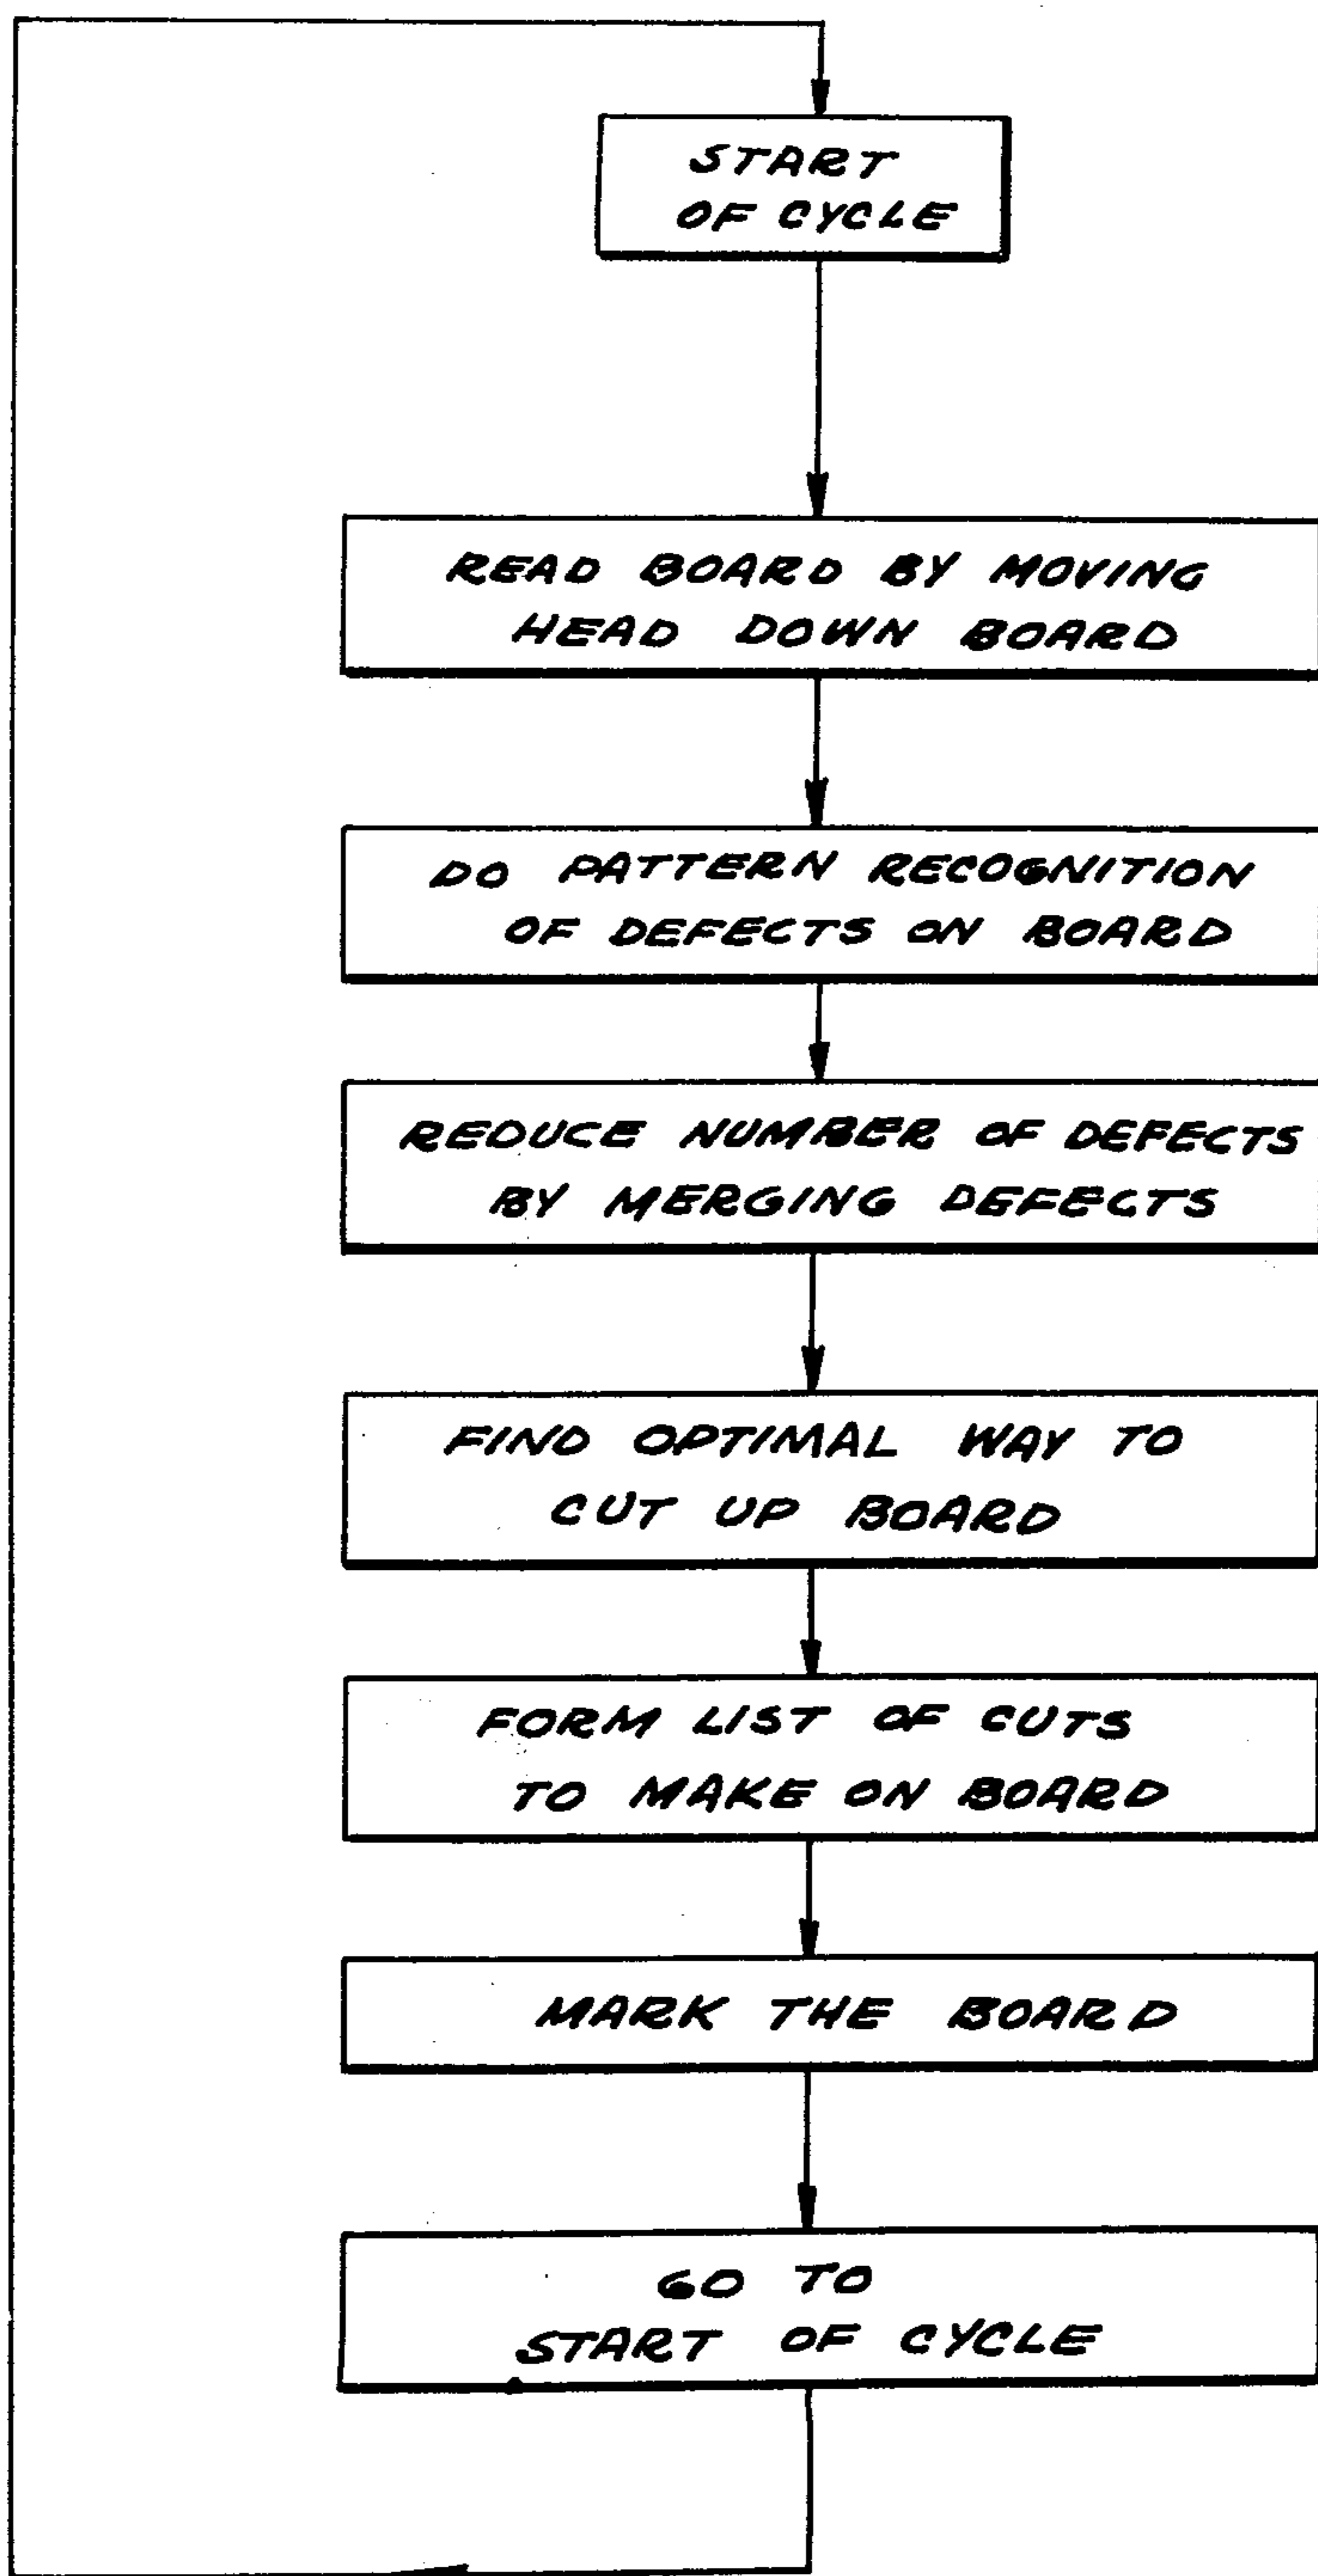 START
OF CYCLE
READ BOARD BY MOVING
HEAD DOWN BOARD
DO PATTERN RECOGNITION
OF DEFECTS ON BOARD
REDUCE NUMBER OF DEFECTS
BY MERGING DEFECTS
FIND OPTIMAL WAY TO
CUT UP BOARD
FORM LIST OF CUTS
TO MAKE ON BOARD
MARK THE BOARD
GO TO
START OF CYCLE